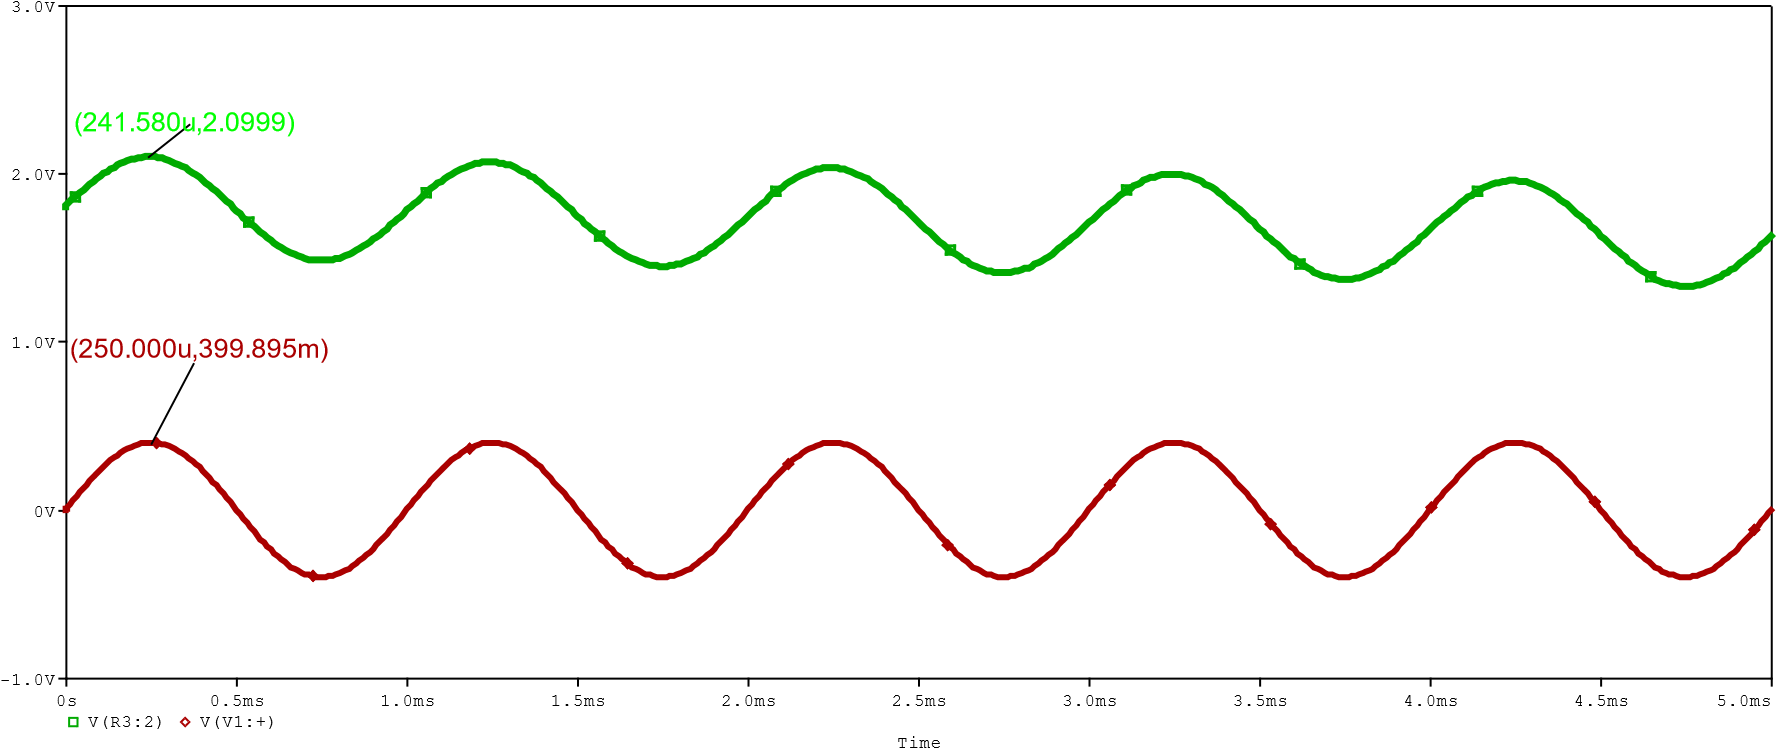 3.0V
(241.580u,2.0999)
2.0V
1.0V
(250.000u,399.895m)
0V
-1.0V
0s 0.5ms 1.0ms 1.5ms 2.0ms 2.5ms 3.0ms 3.5ms 4.0ms 4.5ms 5.0ms
V(R3:2) V(V1:+)
Time